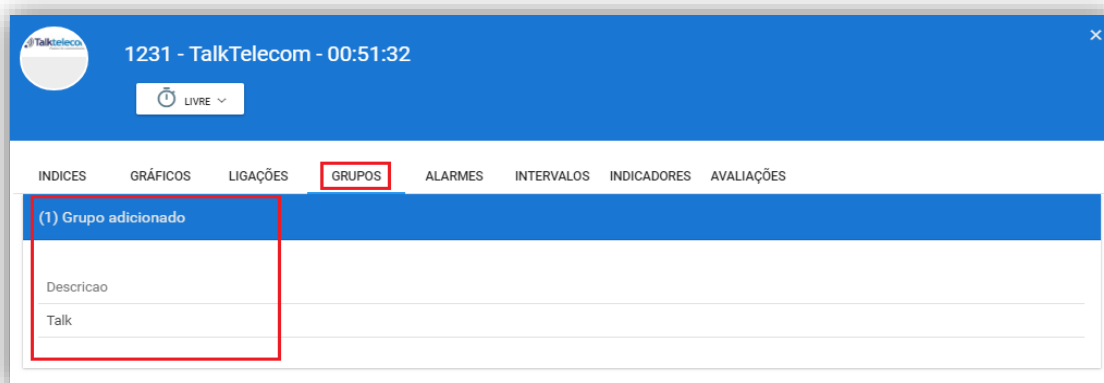 Talkteleco
1231 - TalkTelecom - 00:51:32
LIVRE
INDICES GRÁFICOS LIGAÇÕES GRUPOS ALARMES INTERVALOS INDICADORES AVALIAÇÕES
(1) Grupo adicionado
Descricao
Talk